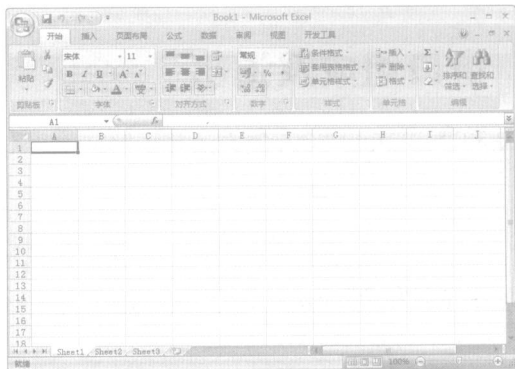 Book1 - Microsoft Excel
开始 插入 页面布局 公式 数据 审阅 视图 开发工具
宋体 11 常规 条件格式 插入 Σ
粘贴 B I U A A % 套用表格格式 删除 排序和筛选 查找和选择
A 单元格样式 格式
剪贴板 字体 对齐方式 数字 样式 单元格 编辑
A1 fx
A B C D E F G H I J
1
2
3
4
5
6
7
8
9
10
11
12
13
14
15
16
17
18
Sheet1 Sheet2 Sheet3
就绪 100%